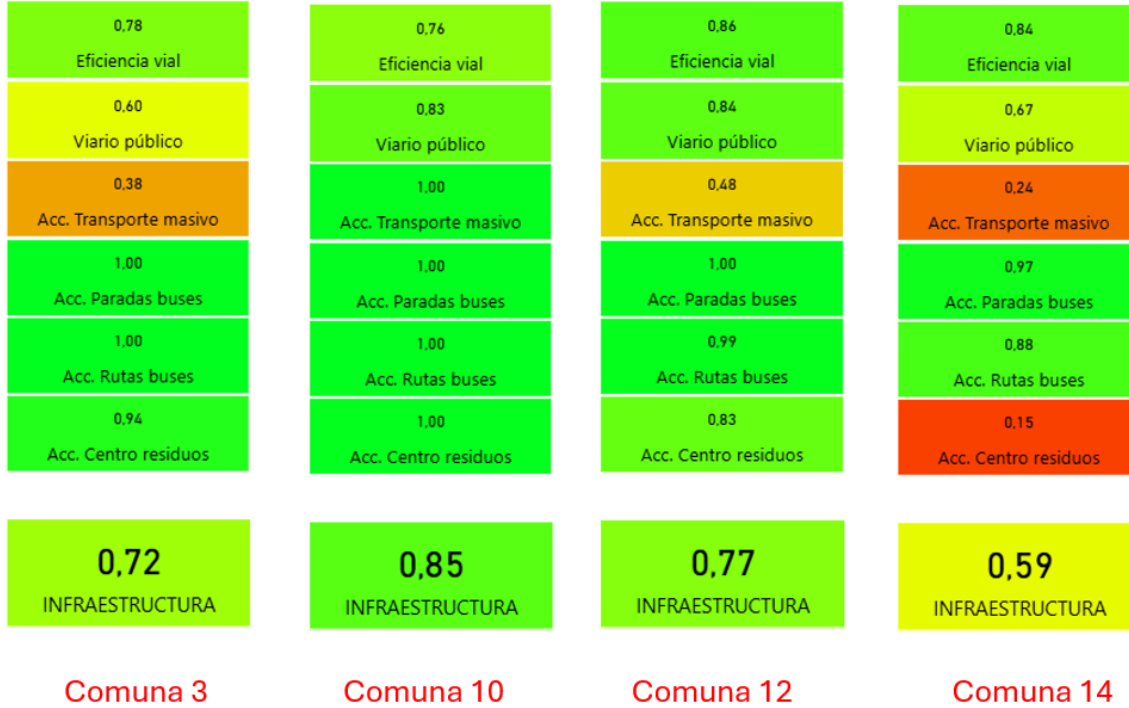 0,78
Eficiencia vial
0,60
Viario público
0,38
Acc. Transporte masivo
1,00
Acc. Paradas buses
1,00
Acc. Rutas buses
0,94
Acc. Centro residuos
0,72
INFRAESTRUCTURA
Comuna 3
0,76
Eficiencia vial
0,83
Viario público
1,00
Acc. Transporte masivo
1,00
Acc. Paradas buses
1,00
Acc. Rutas buses
1,00
Acc. Centro residuos
0,85
INFRAESTRUCTURA
Comuna 10
0,86
Eficiencia vial
0,84
Viario público
0,48
Acc. Transporte masivo
1,00
Acc. Paradas buses
0,99
Acc. Rutas buses
0,83
Acc. Centro residuos
0,77
INFRAESTRUCTURA
Comuna 12
0,84
Eficiencia vial
0,67
Viario público
0,24
Acc. Transporte masivo
0,97
Acc. Paradas buses
0,88
Acc. Rutas buses
0,15
Acc. Centro residuos
0,59
INFRAESTRUCTURA
Comuna 14